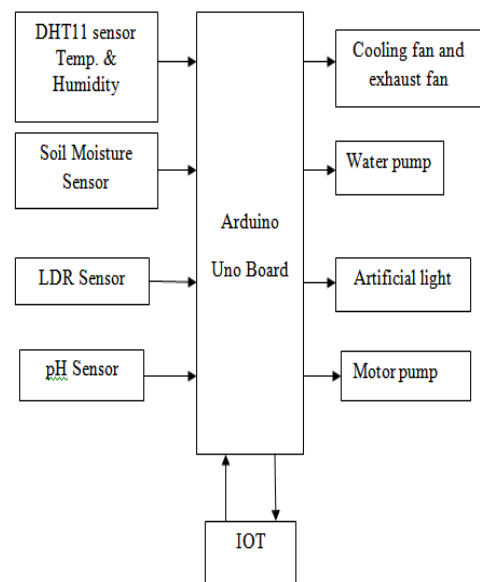 DHT11 sensor
Temp. &
Humidity
Soil Moisture
Sensor
LDR Sensor
pH Sensor
Arduino
Uno Board
Cooling fan and
exhaust fan
Water pump
Artificial light
Motor pump
IOT